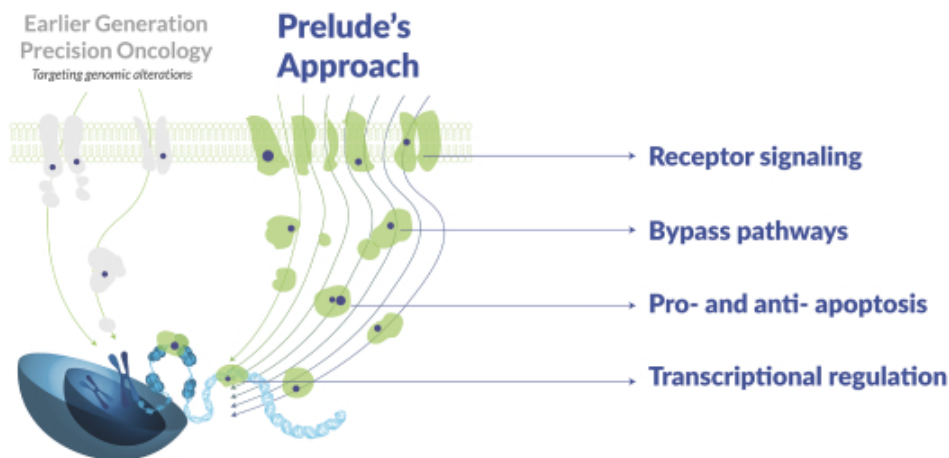 Earlier Generation
Precision Oncology
Targeting genomic alterations
Prelude's
Approach
Receptor signaling
Bypass pathways
Pro- and anti- apoptosis
Transcriptional regulation